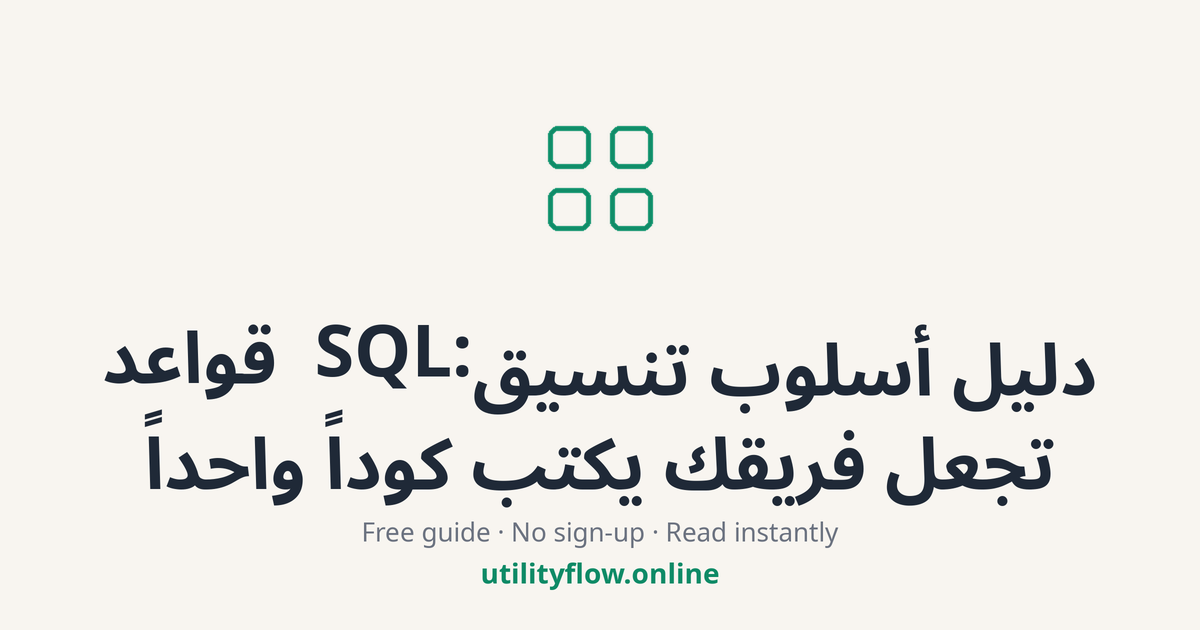 دليل أسلوب تنسيق SQL: قواعد
تجعل فريقك يكتب كوداً واحداً
Free guide · No sign-up · Read instantly
utilityflow.online